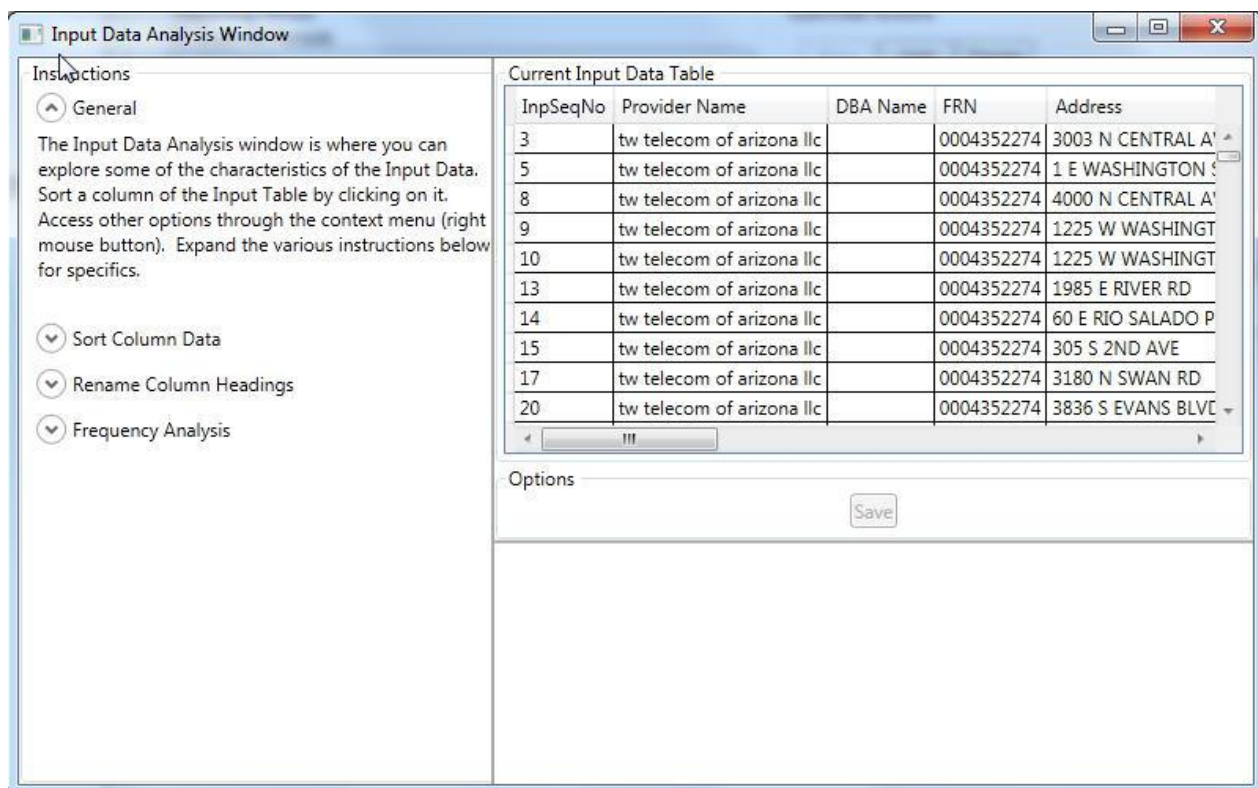 Input Data Analysis Window
Instructions
General
The Input Data Analysis window is where you can
explore some of the characteristics of the Input Data.
Sort a column of the Input Table by clicking on it.
Access other options through the context menu (right
mouse button). Expand the various instructions below
for specifics.
Sort Column Data
Rename Column Headings
Frequency Analysis
Current Input Data Table
InpSeqNo Provider Name DBA Name FRN Address
3 tw telecom of arizona llc 0004352274 3003 N CENTRAL
5 tw telecom of arizona llc 0004352274 1 E WASHINGTON
8 tw telecom of arizona llc 0004352274 4000 N CENTRAL
9 tw telecom of arizona llc 0004352274 1225 W WASHINGT
10 tw telecom of arizona llc 0004352274 1225 W WASHINGT
13 tw telecom of arizona llc 0004352274 1985 E RIVER RD
14 tw telecom of arizona llc 0004352274 60 E RIO SALADO P
15 tw telecom of arizona llc 0004352274 305 S 2ND AVE
17 tw telecom of arizona llc 0004352274 3180 N SWAN RD
20 tw telecom of arizona llc 0004352274 3836 S EVANS BLVD
Options
Save